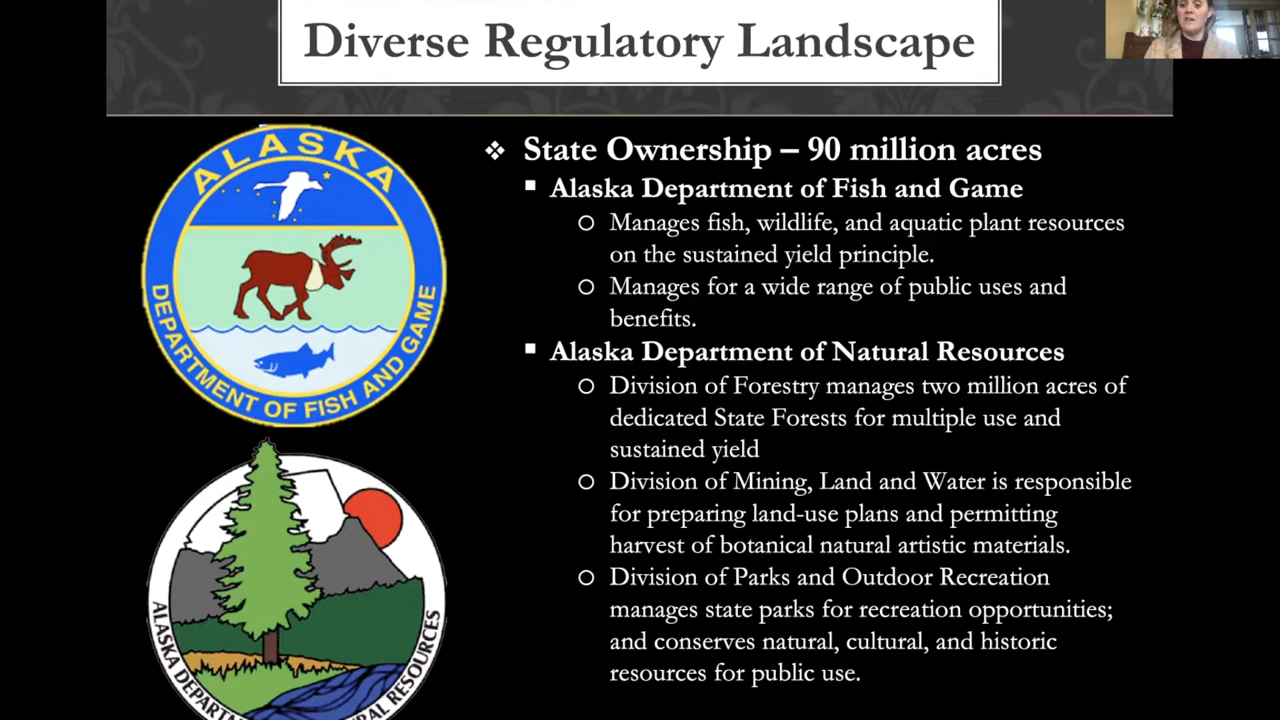 Diverse Regulatory Landscape
ALASKA
DEPARTMENT OF FISH AND GAME
❖ State Ownership – 90 million acres
▪ Alaska Department of Fish and Game
o Manages fish, wildlife, and aquatic plant resources
on the sustained yield principle.
o Manages for a wide range of public uses and
benefits.
▪ Alaska Department of Natural Resources
o Division of Forestry manages two million acres of
dedicated State Forests for multiple use and
sustained yield
o Division of Mining, Land and Water is responsible
for preparing land-use plans and permitting
harvest of botanical natural artistic materials.
o Division of Parks and Outdoor Recreation
manages state parks for recreation opportunities;
and conserves natural, cultural, and historic
resources for public use.
ALASKA RESOURCES